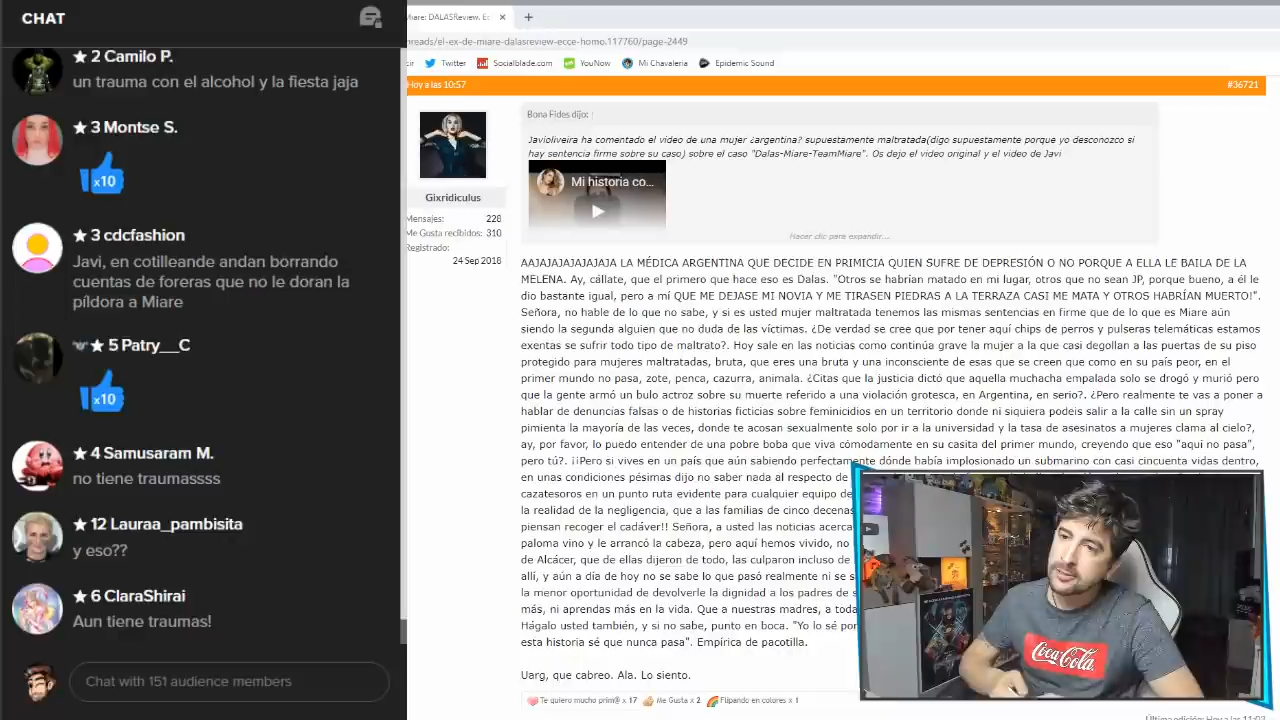 CHAT
★ 2 Camilo P.
un trauma con el alcohol y la fiesta jaja
★ 3 Montse S.
x10
★ 3 cdcfashion
Javi, en cotilleande andan borrando
cuentas de foreras que no le doran la
píldora a Miare
★ 5 Patry___C
x10
★ 4 Samusaram M.
no tiene traumassss
★ 12 Lauraa_pambisita
y eso??
★ 6 ClaraShirai
Aun tiene traumas!
Chat with 151 audience members
Miare: DALASReview. Ec
threads/el-ex-de-miare-dalasreview-ecce-homo.117760/page-2449
Twitter Socialblade.com YouNow Mi Chavaleria Epidemic Sound
Hoy a las 10:57 #36721
Gixridiculus
Mensajes: 228
Me Gusta recibidos: 310
Registrado:
24 Sep 2018
Bona Fides dijo: ↑
Javioliveira ha comentado el video de una mujer ¿argentina? supuestamente maltratada(digo supuestamente porque yo desconozco si
hay sentencia firme sobre su caso) sobre el caso "Dalas-Miare-TeamMiare". Os dejo el video original y el video de Javi
Mi historia co...
Hacer clic para expandir...
AAJAJAJAJAJAJAJA LA MÉDICA ARGENTINA QUE DECIDE EN PRIMICIA QUIEN SUFRE DE DEPRESIÓN O NO PORQUE A ELLA LE BAILA DE LA
MELENA. Ay, cállate, que el primero que hace eso es Dalas. "Otros se habrían matado en mi lugar, otros que no sean JP, porque bueno, a él le
dio bastante igual, pero a mí QUE ME DEJASE MI NOVIA Y ME TIRASEN PIEDRAS A LA TERRAZA CASI ME MATA Y OTROS HABRÍAN MUERTO!".
Señora, no hable de lo que no sabe, y si es usted mujer maltratada tenemos las mismas sentencias en firme que de lo que es Miare aún
siendo la segunda alguien que no duda de las víctimas. ¿De verdad se cree que por tener aquí chips de perros y pulseras telemáticas estamos
exentas se sufrir todo tipo de maltrato?. Hoy sale en las noticias como continúa grave la mujer a la que casi degollan a las puertas de su piso
protegido para mujeres maltratadas, bruta, que eres una bruta y una inconsciente de esas que se creen que como en su país peor, en el
primer mundo no pasa, zote, penca, cazurra, animala. ¿Citas que la justicia dictó que aquella muchacha empalada solo se drogó y murió pero
que la gente armó un bulo actroz sobre su muerte referido a una violación grotesca, en Argentina, en serio?. ¿Pero realmente te vas a poner a
hablar de denuncias falsas o de historias ficticias sobre feminicidios en un territorio donde ni siquiera podeis salir a la calle sin un spray
pimienta la mayoría de las veces, donde te acosan sexualmente solo por ir a la universidad y la tasa de asesinatos a mujeres clama al cielo?,
ay, por favor, lo puedo entender de una pobre boba que viva cómodamente en su casita del primer mundo, creyendo que eso "aquí no pasa",
pero tú?. ¡¡Pero si vives en un país que aún sabiendo perfectamente dónde había implosionado un submarino con casi cincuenta vidas dentro,
en unas condiciones pésimas dijo no saber nada al respecto de
cazatesoros en un punto ruta evidente para cualquier equipo de
la realidad de la negligencia, que a las familias de cinco decenas
piensan recoger el cadáver!! Señora, a usted las noticias acerca
paloma vino y le arrancó la cabeza, pero aquí hemos vivido, no
de Alcácer, que de ellas dijeron de todo, las culparon incluso de
allí, y aún a día de hoy no se sabe lo que pasó realmente ni se s
la menor oportunidad de devolverle la dignidad a los padres de s
más, ni aprendas más en la vida. Que a nuestras madres, a toda
Hágalo usted también, y si no sabe, punto en boca. "Yo lo sé por
esta historia sé que nunca pasa". Empírica de pacotilla.
Uarg, que cabreo. Ala. Lo siento.
Te quiero mucho prim@ x 17 Me Gusta x 2 Flipando en colores x 1
Última edición: Hoy a las 11:03
Coca-Cola